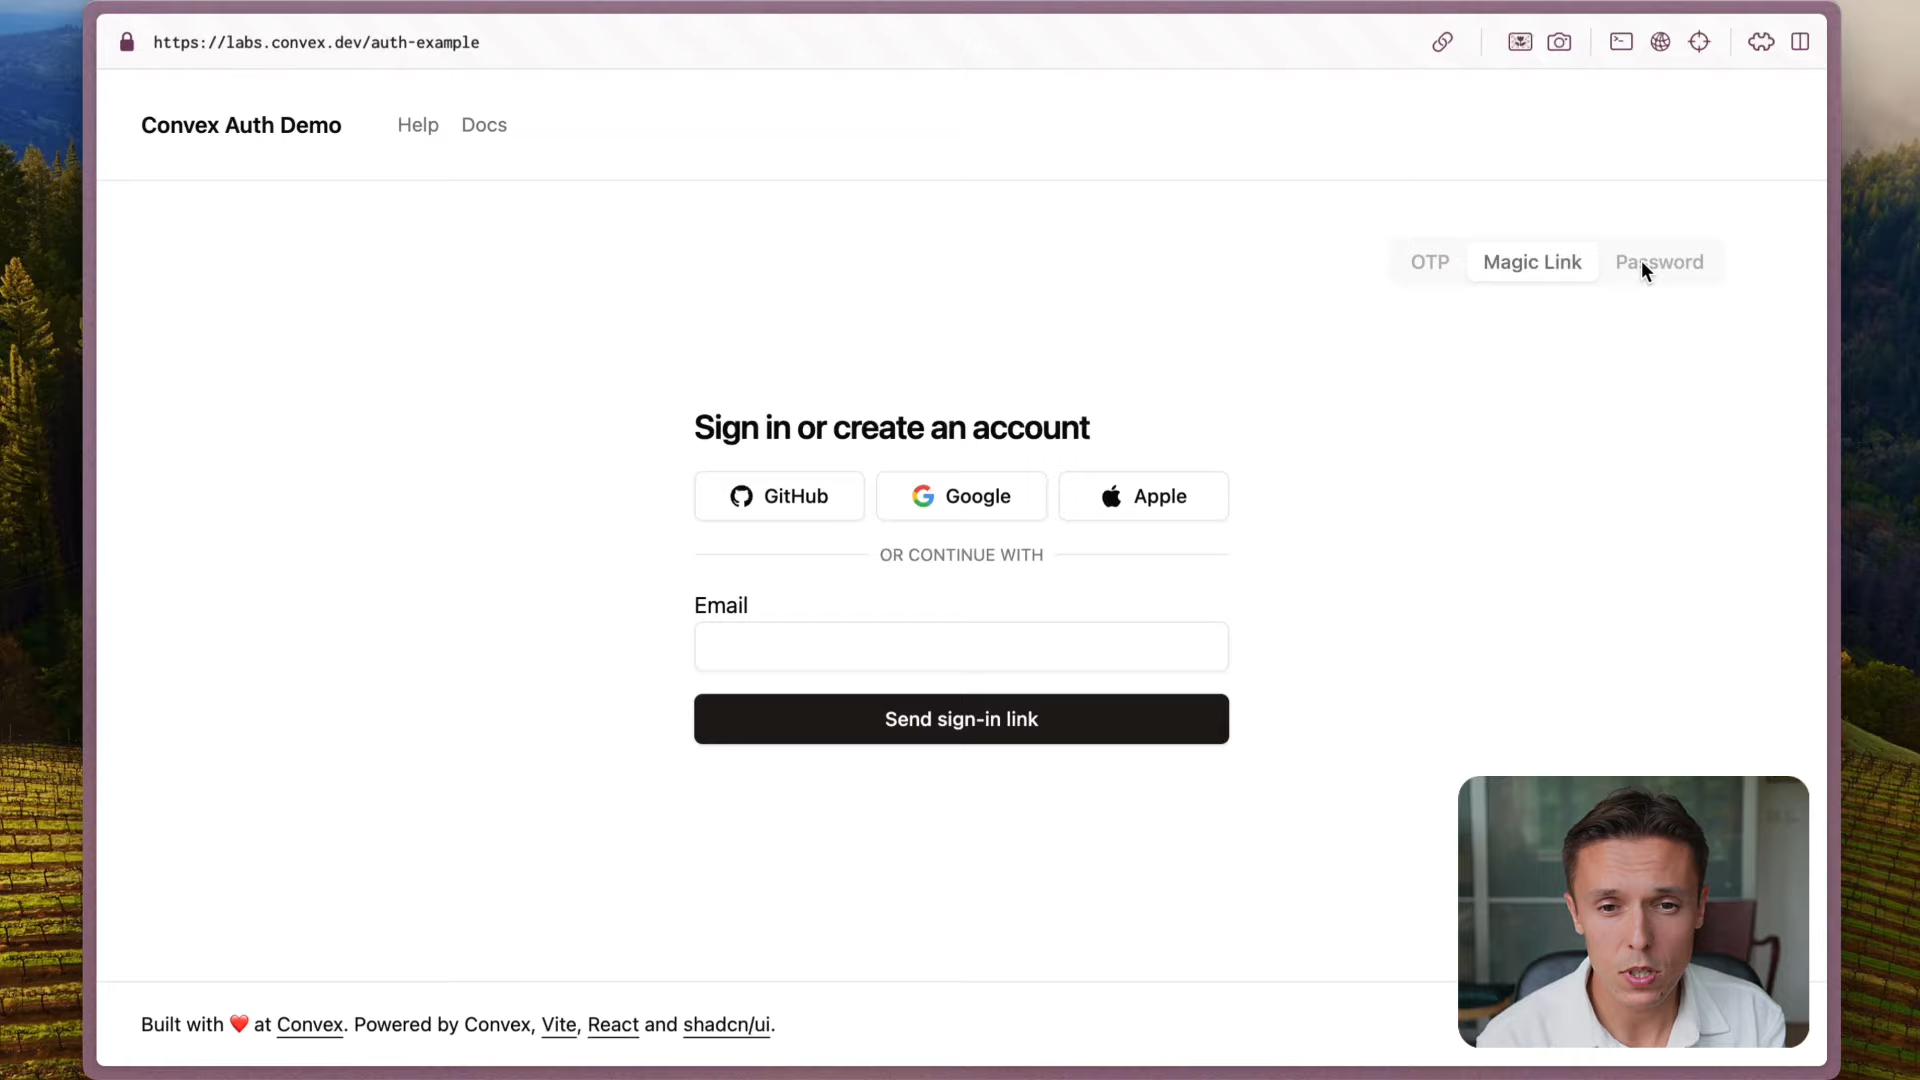 https://labs.convex.dev/auth-example
Convex Auth Demo
Help
Docs
OTP
Magic Link
Password
Sign in or create an account
GitHub
Google
Apple
OR CONTINUE WITH
Email
Send sign-in link
Built with ❤️ at Convex. Powered by Convex, Vite, React and shadcn/ui.